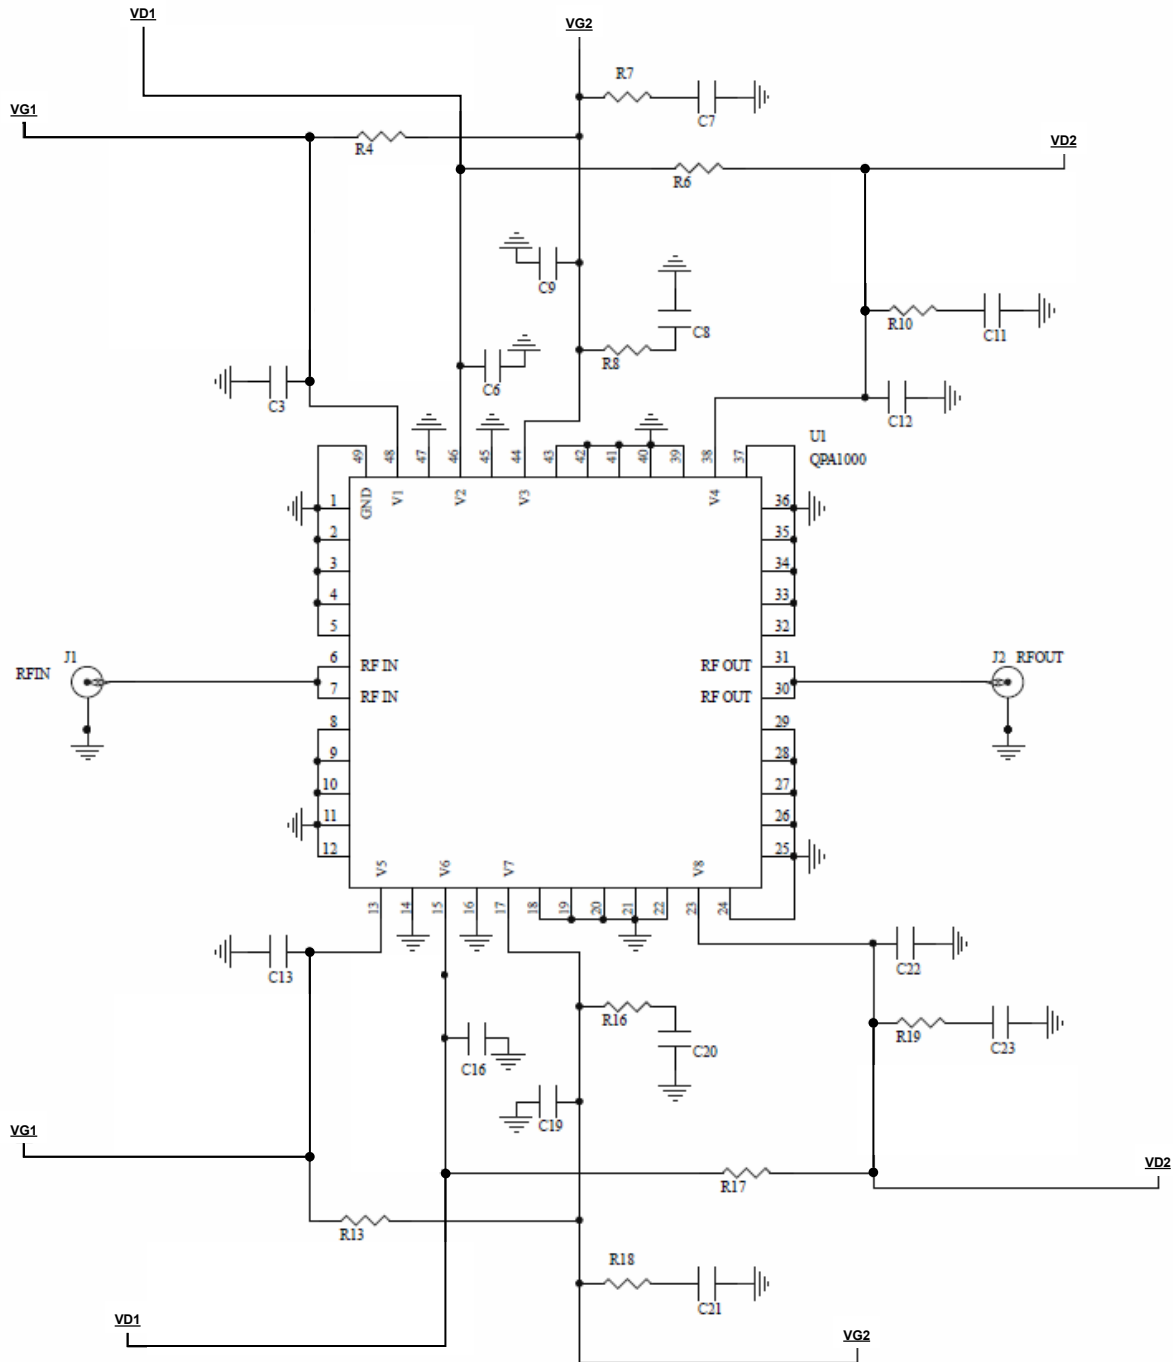 VD1
VG2
R7
C7
VG1
R4
VD2
R6
C9
C8
R10
C11
R8
C6
C3
C12
U1
QPA1000
49
48
47
46
45
44
43
42
41
40
39
38
37
GND
V1
V2
V3
V4
1
36
2
35
3
34
4
33
5
32
J1
RFIN
6
RF IN
RF OUT
31
J2 RFOUT
7
RF IN
RF OUT
30
8
29
9
28
10
27
11
26
12
25
V5
V6
V7
V8
13
14
15
16
17
18
19
20
21
22
23
24
C13
C22
R16
R19
C23
C20
C16
C19
VG1
VD2
R17
R13
R18
C21
VD1
VG2